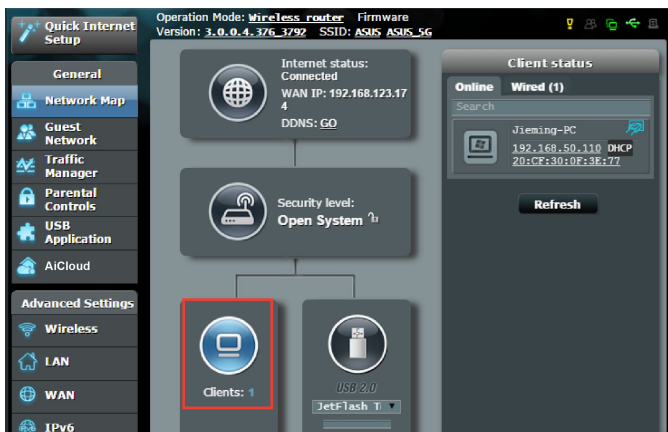 Quick Internet
Setup
Operation Mode: Wireless router Firmware
Version: 3.0.0.4.376_3792 SSID: ASUS ASUS_5G
General
Network Map
Guest
Network
Traffic
Manager
Parental
Controls
USB
Application
AiCloud
Advanced Settings
Wireless
LAN
WAN
IPv6
Internet status:
Connected
WAN IP: 192.168.123.17
4
DDNS: GO
Security level:
Open System
Clients: 1
USB 2.0
JetFlash Tı
Client status
Online Wired (1)
Search
Jieming-PC
192.168.50.110 DHCP
20:CF:30:0F:3E:77
Refresh